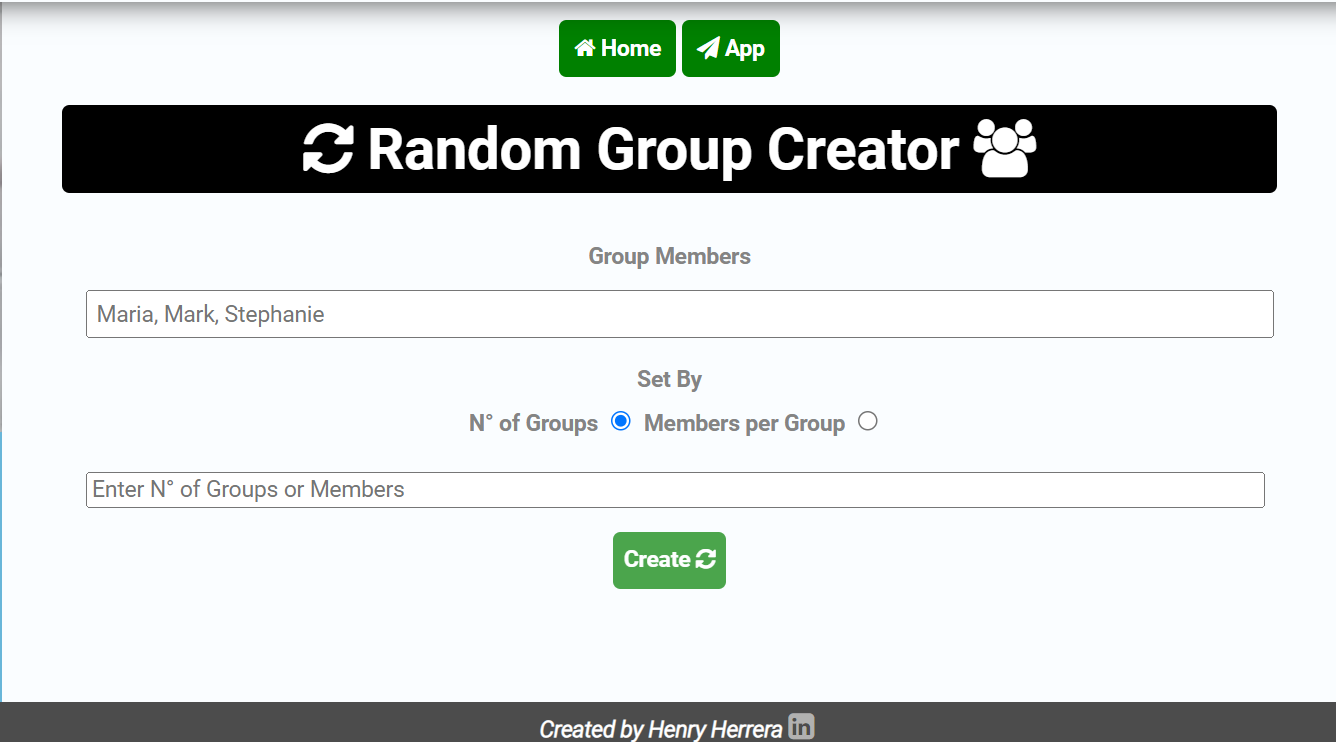 Home App
Random Group Creator
Group Members
Maria, Mark, Stephanie
Set By
N° of Groups Members per Group
Enter N° of Groups or Members
Create
Created by Henry Herrera in